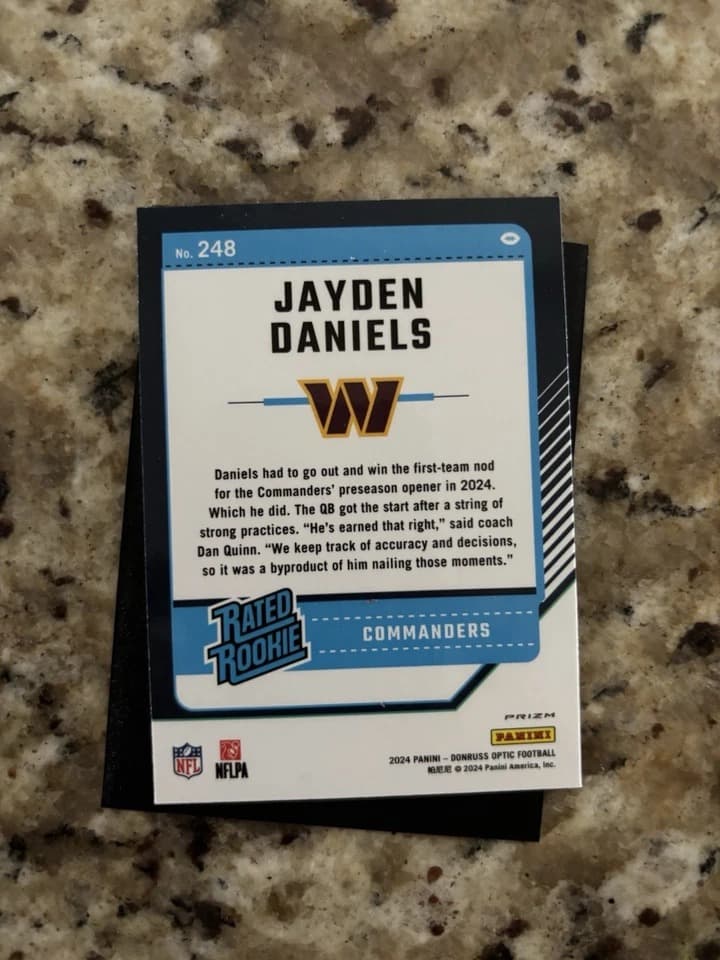 No. 248
JAYDEN
DANIELS
W
Daniels had to go out and win the first-team nod
for the Commanders' preseason opener in 2024.
Which he did. The QB got the start after a string of
strong practices. “He's earned that right,” said coach
Dan Quinn. “We keep track of accuracy and decisions,
so it was a byproduct of him nailing those moments.”
RATED
ROOKIE
COMMANDERS
PRIZM
PANINI
NFL
NFLPA
2024 PANINI – DONRUSS OPTIC FOOTBALL
© 2024 Panini America, Inc.